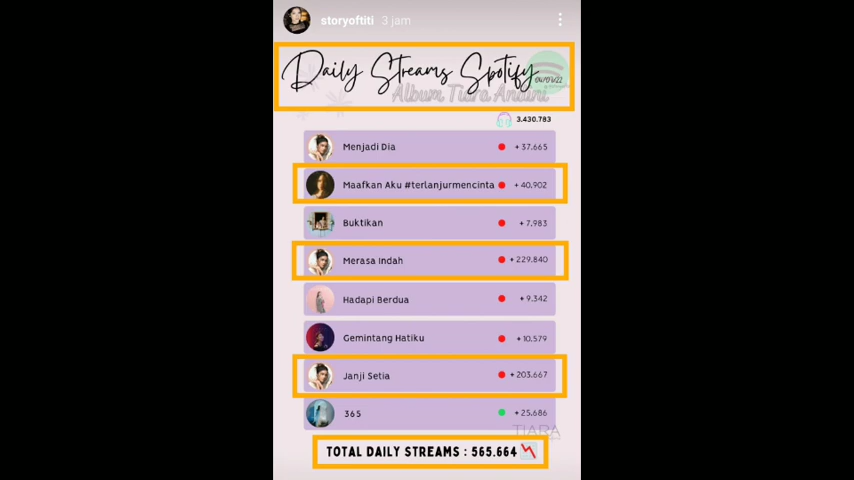 storyoftiti 3 jam
Daily Streams Spotify
Album Tiara Andini
3.430.783
Menjadi Dia + 37.665
Maafkan Aku #terlanjurmencinta + 40.902
Buktikan + 7.983
Merasa Indah + 229.840
Hadapi Berdua + 9.342
Gemintang Hatiku + 10.579
Janji Setia + 203.667
365 + 25.686
TIARA
TOTAL DAILY STREAMS : 565.664